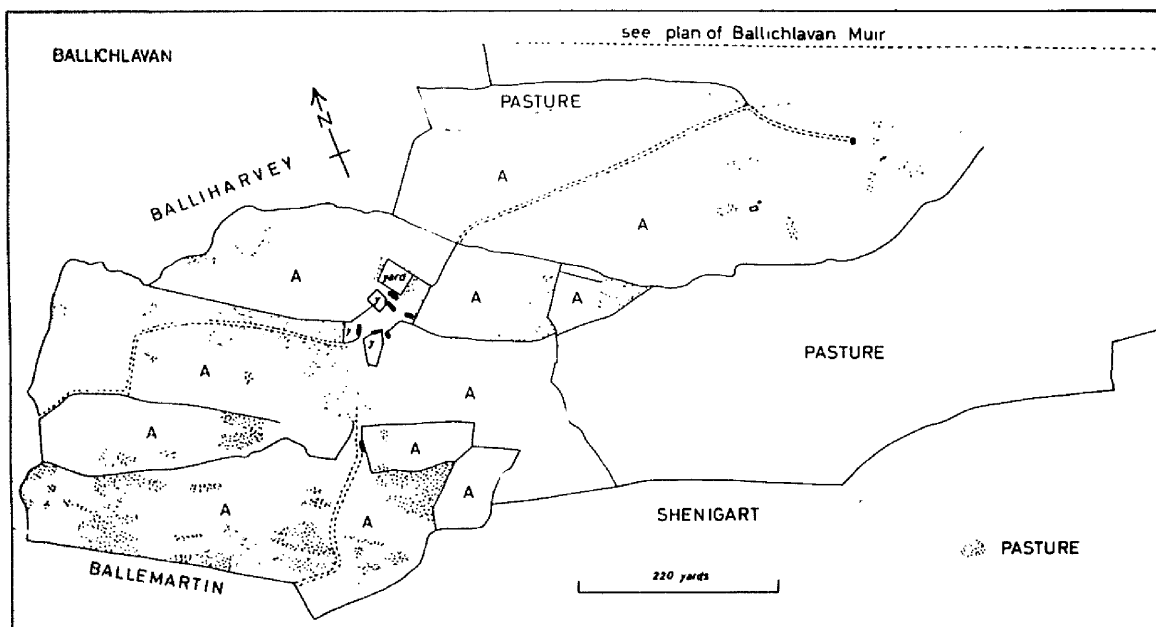 see plan of Ballichlavan Muir
BALLICHLAVAN
PASTURE
N
BALLIHARVEY
A
A
A
yard
y
A
A
y
y
PASTURE
A
A
A
A
A
A
A
SHENIGART
PASTURE
BALLEMARTIN
220 yards